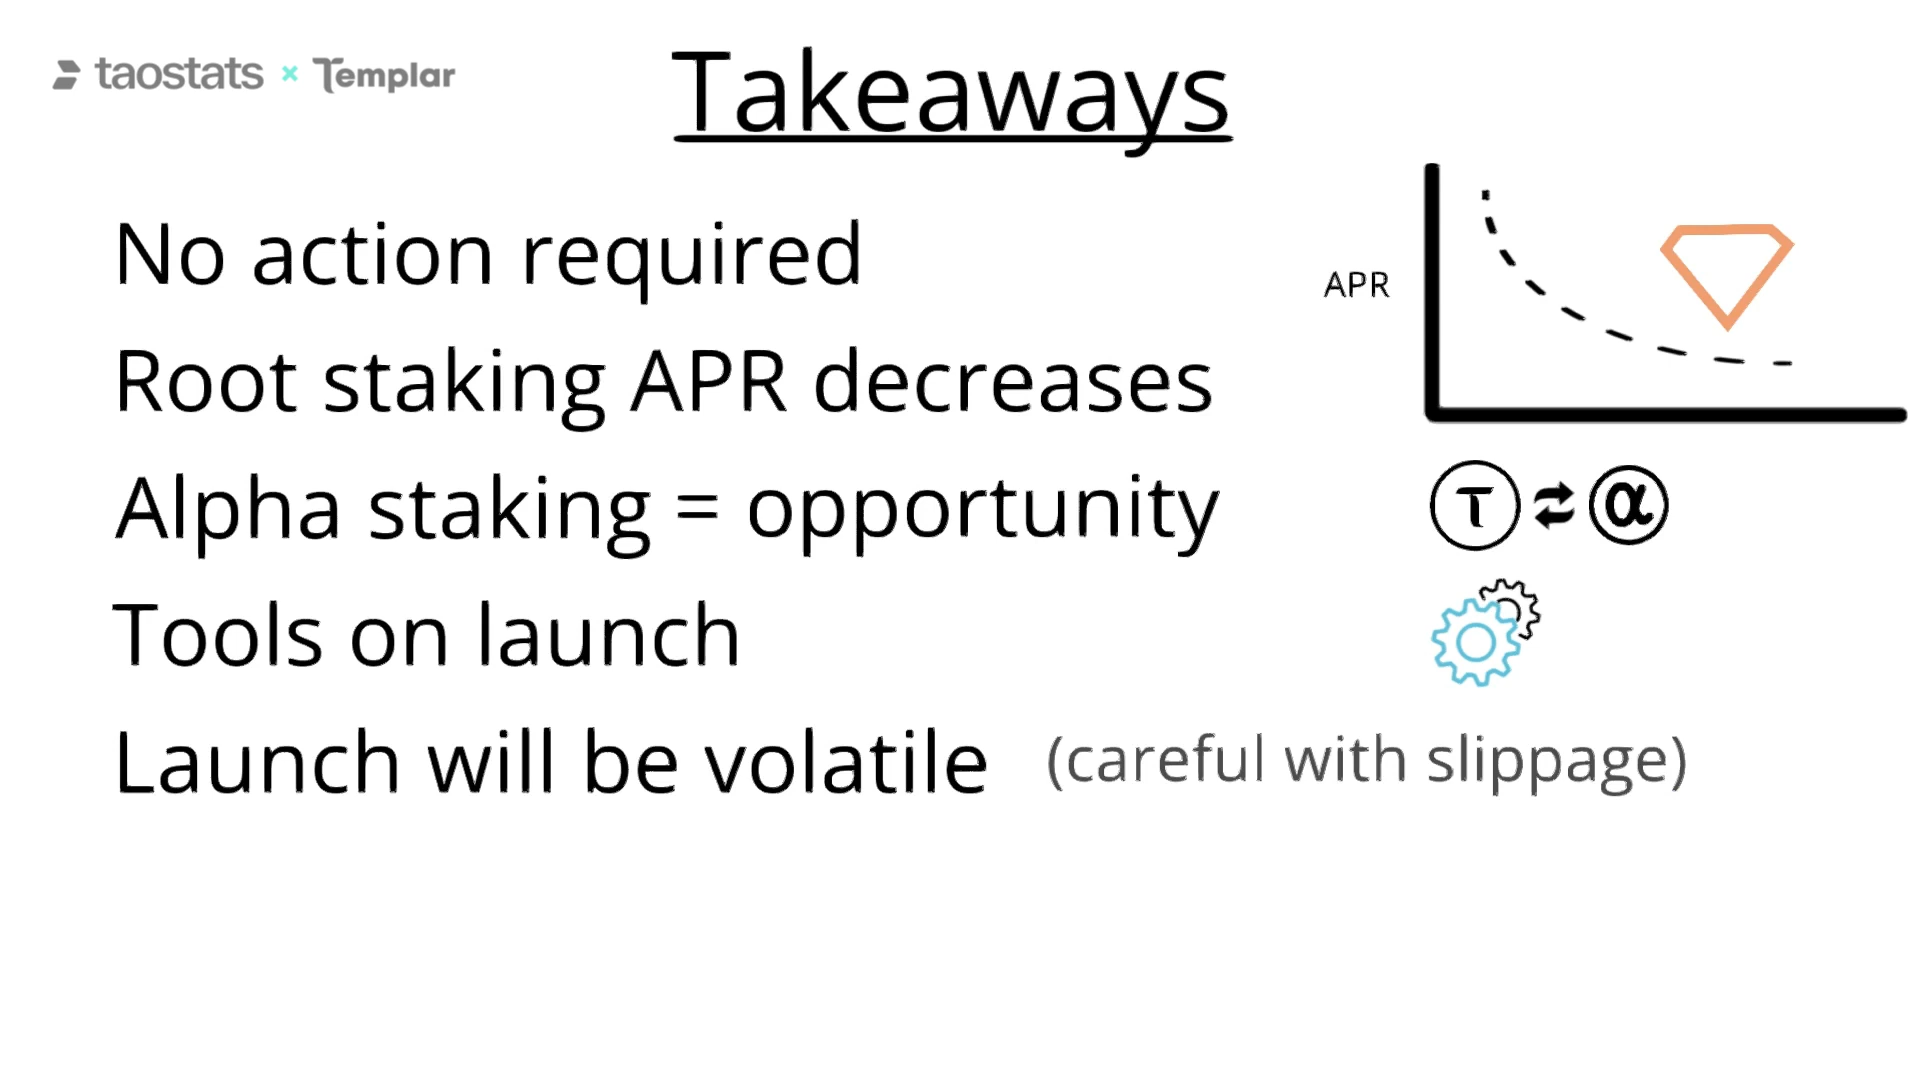 taostats × Templar
Takeaways
No action required
Root staking APR decreases
APR
Alpha staking = opportunity
τ α
Tools on launch
Launch will be volatile (careful with slippage)